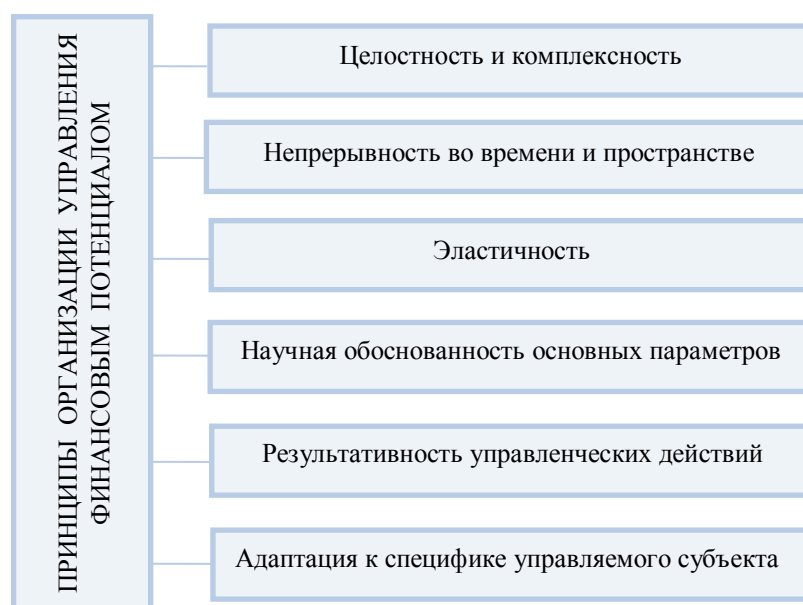 ПРИНЦИПЫ ОРГАНИЗАЦИИ УПРАВЛЕНИЯ
ФИНАНСОВЫМ ПОТЕНЦИАЛОМ
Целостность и комплексность
Непрерывность во времени и пространстве
Эластичность
Научная обоснованность основных параметров
Результативность управленческих действий
Адаптация к специфике управляемого субъекта